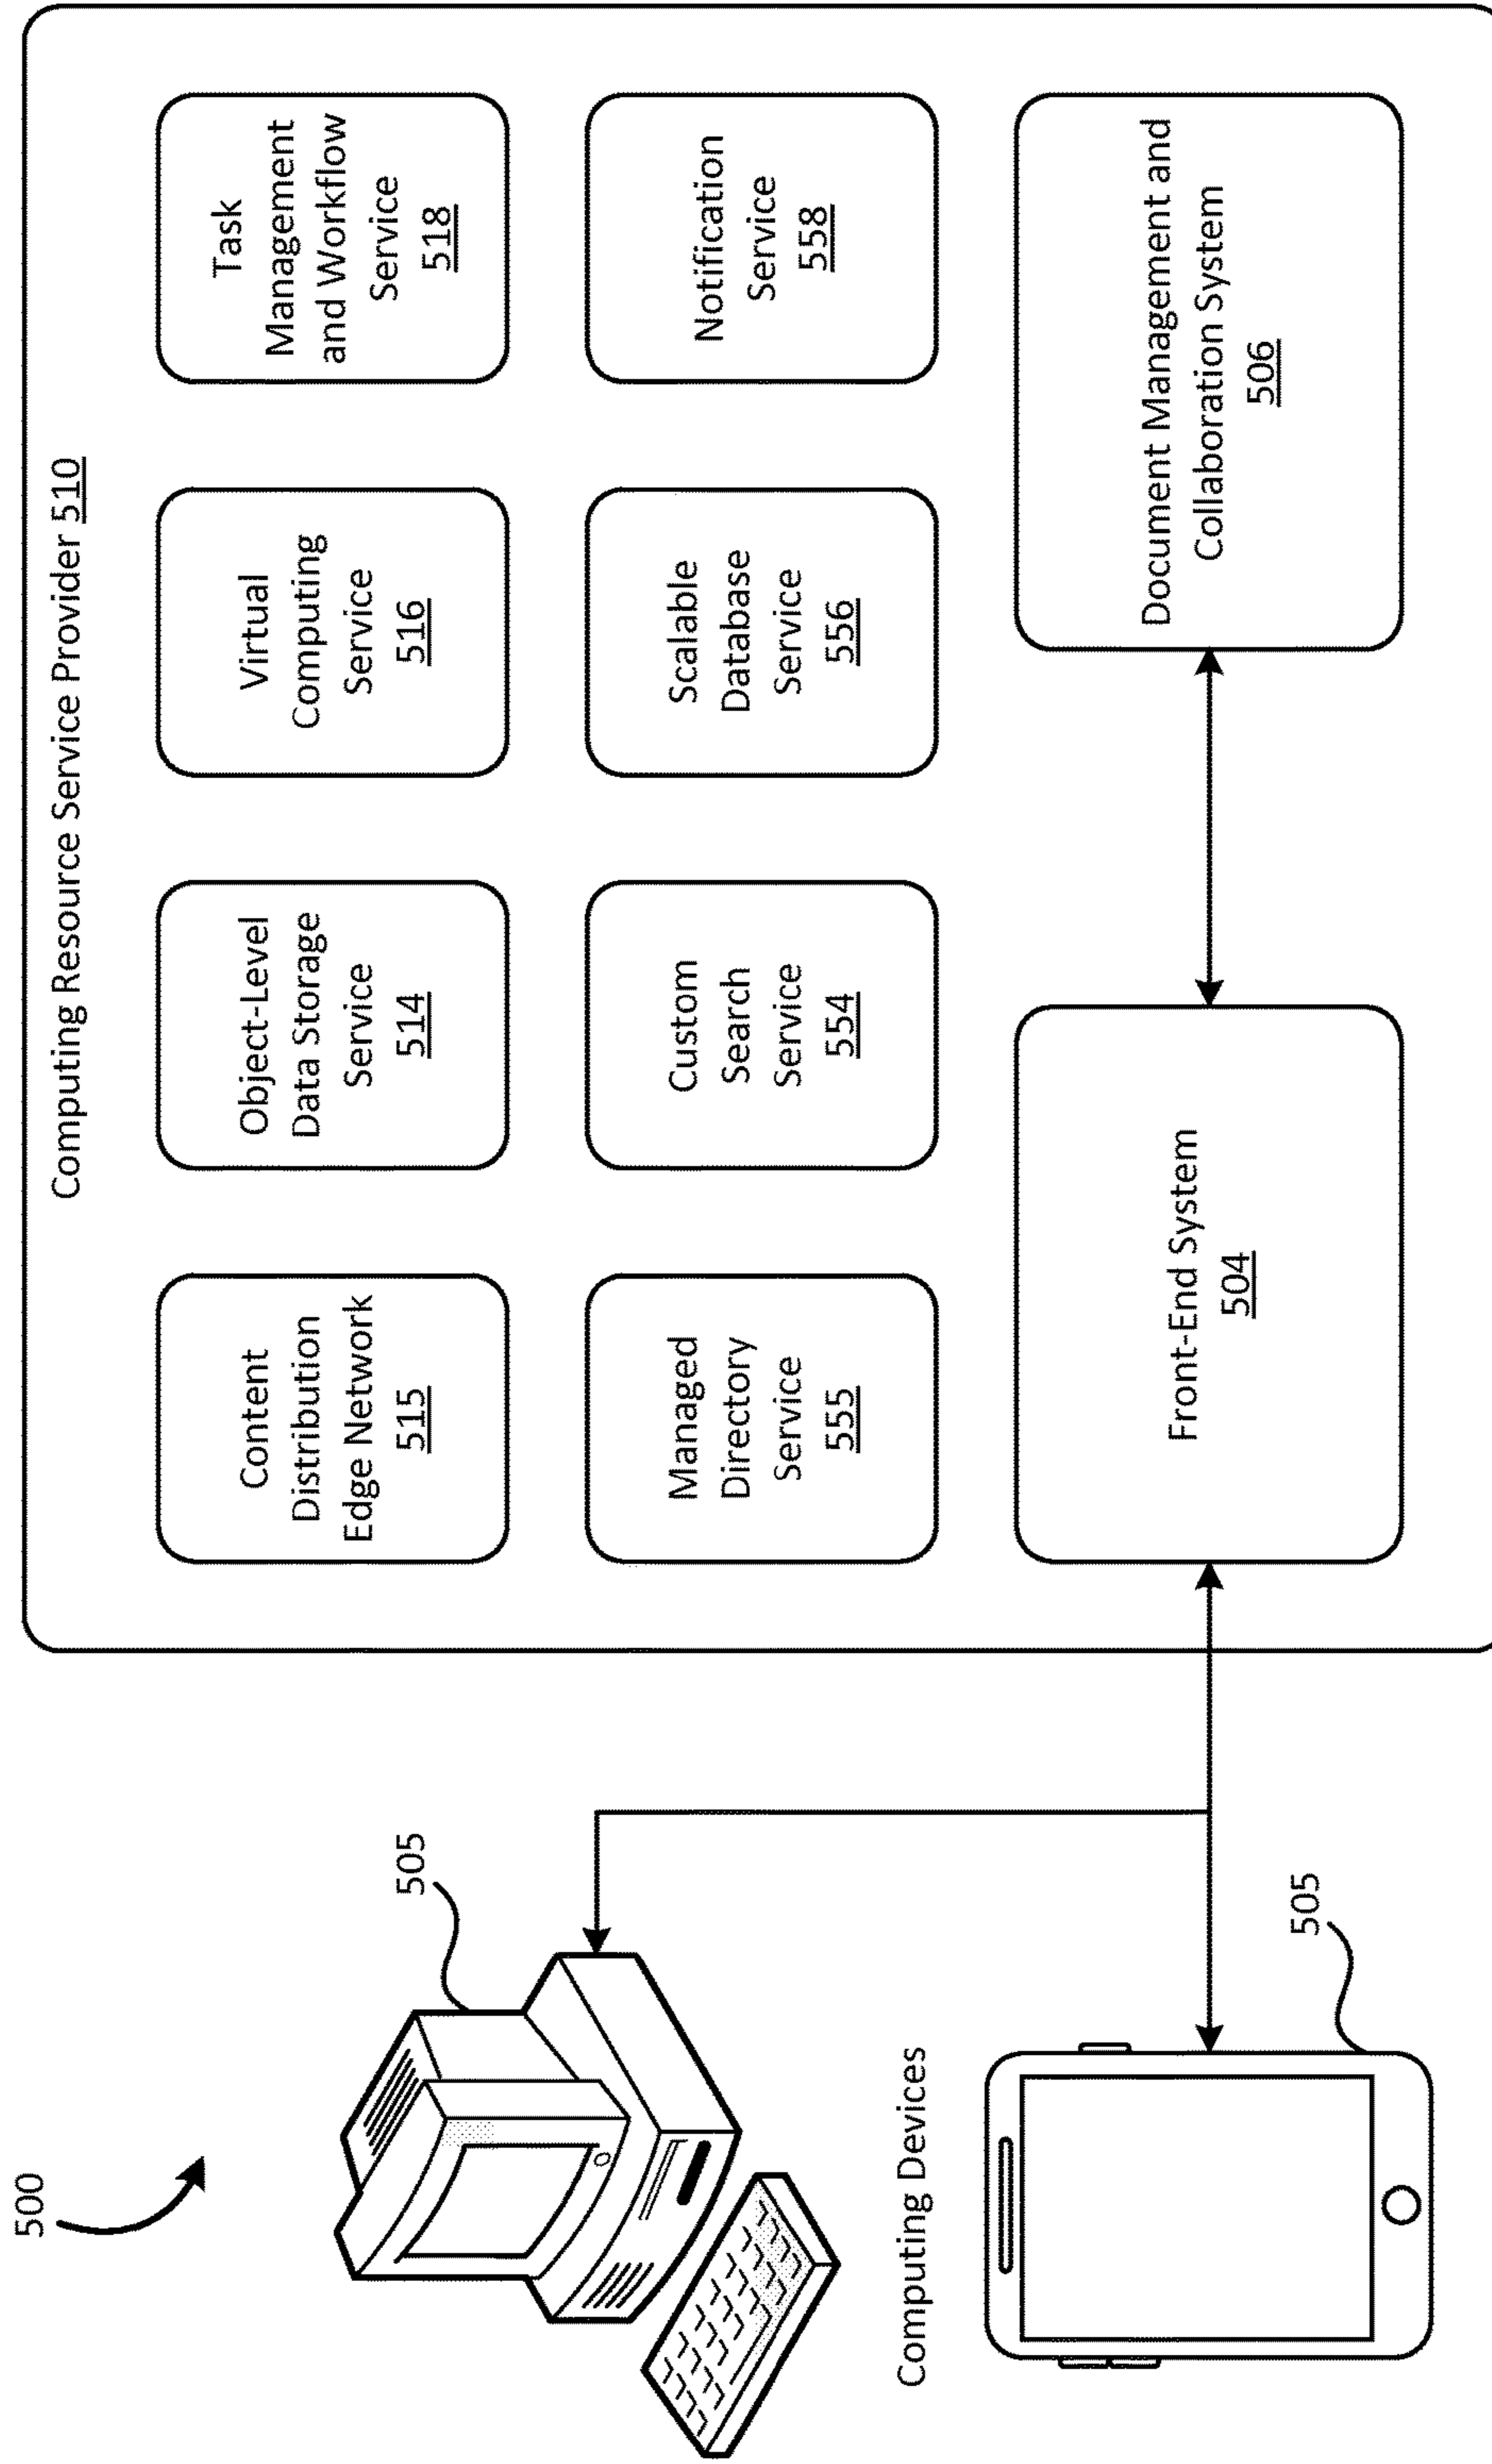 500
Computing Resource Service Provider 510
Content
Distribution
Edge Network
515
Object-Level
Data Storage
Service
514
Virtual
Computing
Service
516
Task
Management
and Workflow
Service
518
Managed
Directory
Service
555
Custom
Search
Service
554
Scalable
Database
Service
556
Notification
Service
558
505
Computing Devices
505
Front-End System
504
Document Management and
Collaboration System
506